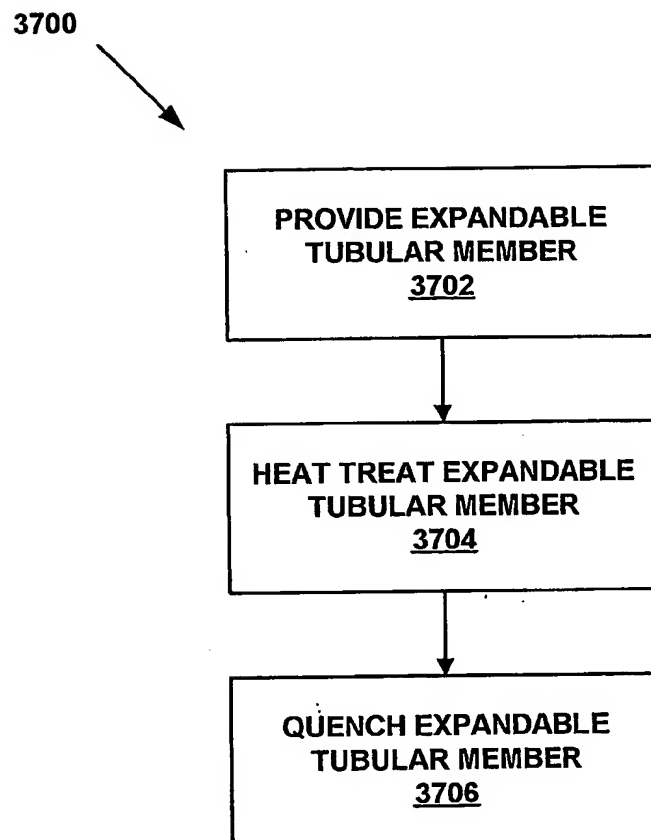 3700
PROVIDE EXPANDABLE
TUBULAR MEMBER
3702
HEAT TREAT EXPANDABLE
TUBULAR MEMBER
3704
QUENCH EXPANDABLE
TUBULAR MEMBER
3706